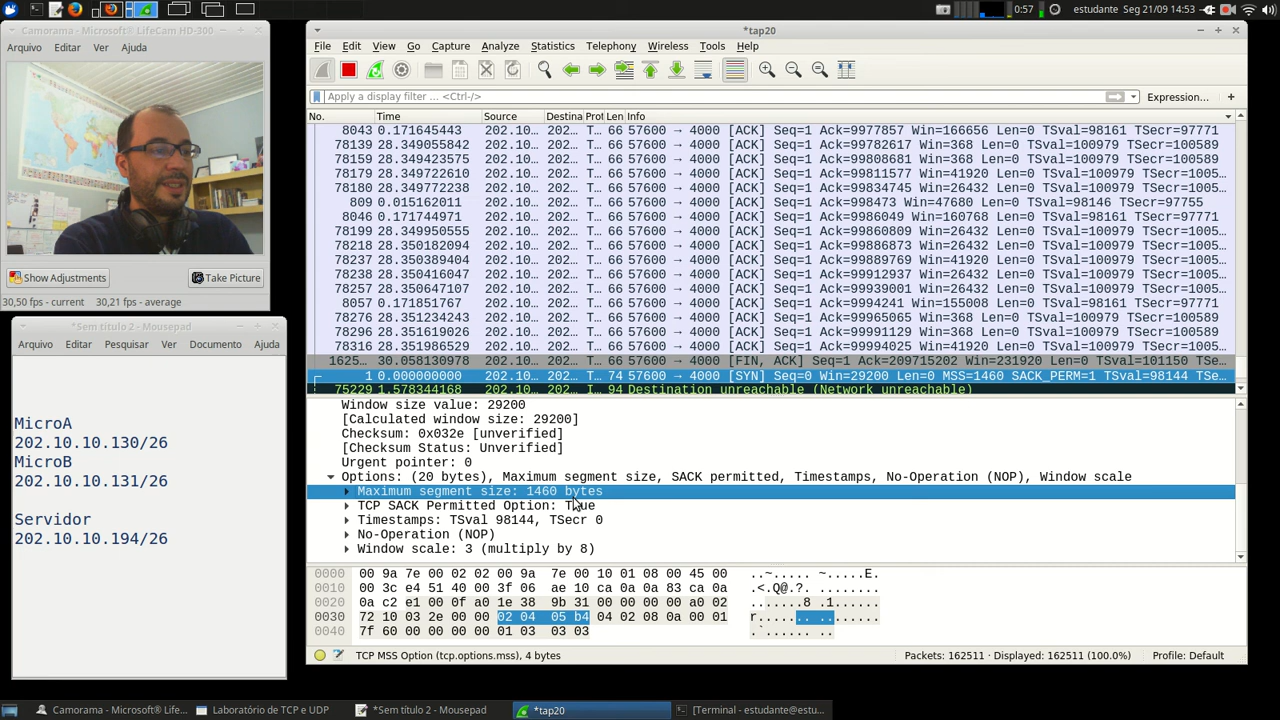 0:57 estudante Seg 21/09 14:53
Camorama - Microsoft® LifeCam HD-300
Arquivo Editar Ver Ajuda
Show Adjustments Take Picture
30,50 fps - current 30,21 fps - average
*Sem título 2 - Mousepad
Arquivo Editar Pesquisar Ver Documento Ajuda
MicroA
202.10.10.130/26
MicroB
202.10.10.131/26
Servidor
202.10.10.194/26
*tap20
File Edit View Go Capture Analyze Statistics Telephony Wireless Tools Help
Apply a display filter ... <Ctrl-/> Expression... +
No. Time Source Destina Prot Len Info
8043 0.171645443 202.10… 202… T… 66 57600 → 4000 [ACK] Seq=1 Ack=9977857 Win=166656 Len=0 TSval=98161 TSecr=97771
78139 28.349055842 202.10… 202… T… 66 57600 → 4000 [ACK] Seq=1 Ack=99782617 Win=368 Len=0 TSval=100979 TSecr=100589
78159 28.349423575 202.10… 202… T… 66 57600 → 4000 [ACK] Seq=1 Ack=99808681 Win=368 Len=0 TSval=100979 TSecr=100589
78179 28.349722610 202.10… 202… T… 66 57600 → 4000 [ACK] Seq=1 Ack=99811577 Win=41920 Len=0 TSval=100979 TSecr=1005…
78180 28.349772238 202.10… 202… T… 66 57600 → 4000 [ACK] Seq=1 Ack=99834745 Win=26432 Len=0 TSval=100979 TSecr=1005…
809 0.015162011 202.10… 202… T… 66 57600 → 4000 [ACK] Seq=1 Ack=998473 Win=47680 Len=0 TSval=98146 TSecr=97755
8046 0.171744971 202.10… 202… T… 66 57600 → 4000 [ACK] Seq=1 Ack=9986049 Win=160768 Len=0 TSval=98161 TSecr=97771
78199 28.349950555 202.10… 202… T… 66 57600 → 4000 [ACK] Seq=1 Ack=99860809 Win=26432 Len=0 TSval=100979 TSecr=1005…
78218 28.350182094 202.10… 202… T… 66 57600 → 4000 [ACK] Seq=1 Ack=99886873 Win=26432 Len=0 TSval=100979 TSecr=1005…
78237 28.350389404 202.10… 202… T… 66 57600 → 4000 [ACK] Seq=1 Ack=99889769 Win=41920 Len=0 TSval=100979 TSecr=1005…
78238 28.350416047 202.10… 202… T… 66 57600 → 4000 [ACK] Seq=1 Ack=99912937 Win=26432 Len=0 TSval=100979 TSecr=1005…
78257 28.350647107 202.10… 202… T… 66 57600 → 4000 [ACK] Seq=1 Ack=99939001 Win=26432 Len=0 TSval=100979 TSecr=1005…
8057 0.171851767 202.10… 202… T… 66 57600 → 4000 [ACK] Seq=1 Ack=9994241 Win=155008 Len=0 TSval=98161 TSecr=97771
78276 28.351234243 202.10… 202… T… 66 57600 → 4000 [ACK] Seq=1 Ack=99965065 Win=368 Len=0 TSval=100979 TSecr=100589
78296 28.351619026 202.10… 202… T… 66 57600 → 4000 [ACK] Seq=1 Ack=99991129 Win=368 Len=0 TSval=100979 TSecr=100589
78316 28.351986529 202.10… 202… T… 66 57600 → 4000 [ACK] Seq=1 Ack=99994025 Win=41920 Len=0 TSval=100979 TSecr=1005…
1625… 30.058130978 202.10… 202… T… 66 57600 → 4000 [FIN, ACK] Seq=1 Ack=209715202 Win=231920 Len=0 TSval=101150 TSe…
1 0.000000000 202.10… 202… T… 74 57600 → 4000 [SYN] Seq=0 Win=29200 Len=0 MSS=1460 SACK_PERM=1 TSval=98144 TSe…
75229 1.578344168 202.10… 202… I… 94 Destination unreachable (Network unreachable)
Window size value: 29200
[Calculated window size: 29200]
Checksum: 0x032e [unverified]
[Checksum Status: Unverified]
Urgent pointer: 0
Options: (20 bytes), Maximum segment size, SACK permitted, Timestamps, No-Operation (NOP), Window scale
Maximum segment size: 1460 bytes
TCP SACK Permitted Option: True
Timestamps: TSval 98144, TSecr 0
No-Operation (NOP)
Window scale: 3 (multiply by 8)
0000 00 9a 7e 00 02 02 00 9a 7e 00 10 01 08 00 45 00 ..~..... ~.....E.
0010 00 3c e4 51 40 00 3f 06 ae 10 ca 0a 0a 83 ca 0a .<.Q@.?. ........
0020 0a c2 e1 00 0f a0 1e 38 9b 31 00 00 00 00 a0 02 .......8 .1......
0030 72 10 03 2e 00 00 02 04 05 b4 04 02 08 0a 00 01 r....... ........
0040 7f 60 00 00 00 00 01 03 03 03 .`...... ..
TCP MSS Option (tcp.options.mss), 4 bytes Packets: 162511 · Displayed: 162511 (100.0%) Profile: Default
Camorama - Microsoft® Life... Laboratório de TCP e UDP *Sem título 2 - Mousepad *tap20 [Terminal - estudante@estu...